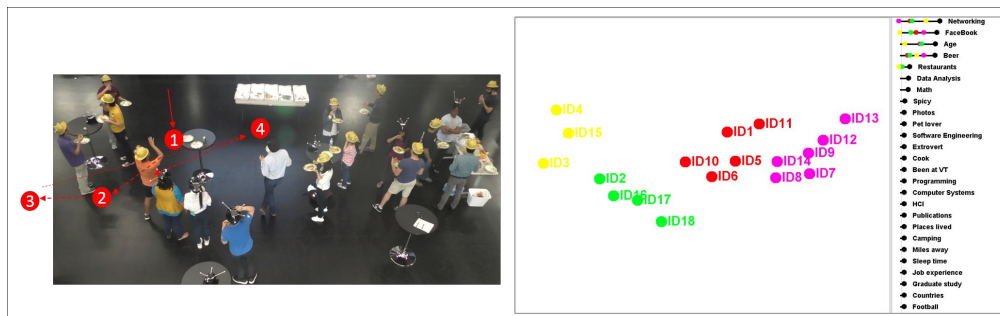 1
4
2
3
ID4
ID15
ID3
ID2
ID16
ID17
ID18
ID1
ID11
ID10
ID5
ID6
ID13
ID12
ID9
ID14
ID8
ID7
Networking
FaceBook
Age
Beer
Restaurants
Data Analysis
Math
Spicy
Photos
Pet lover
Software Engineering
Extrovert
Cook
Been at VT
Programming
Computer Systems
HCI
Publications
Places lived
Camping
Miles away
Sleep time
Job experience
Graduate study
Countries
Football